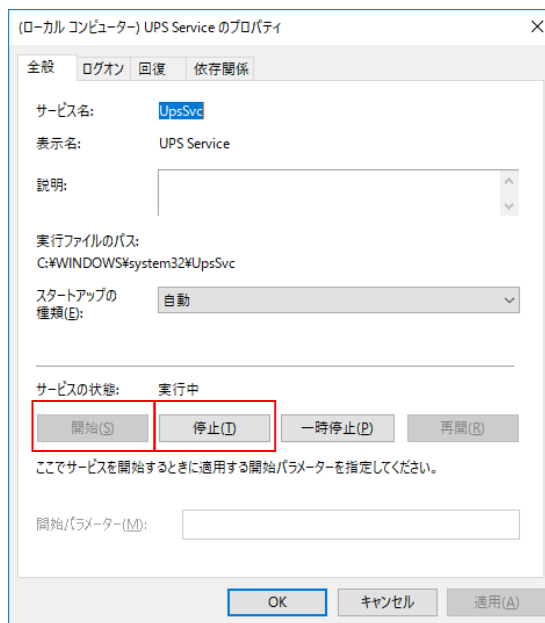 (ローカル コンピューター) UPS Service のプロパティ
全般 ログオン 回復 依存関係
サービス名: UpsSvc
表示名: UPS Service
説明:
実行ファイルのパス:
C:¥WINDOWS¥system32¥UpsSvc
スタートアップの
種類(E): 自動
サービスの状態: 実行中
開始(S) 停止(T) 一時停止(P) 再開(R)
ここでサービスを開始するときに適用する開始パラメーターを指定してください。
開始パラメーター(M):
OK キャンセル 適用(A)